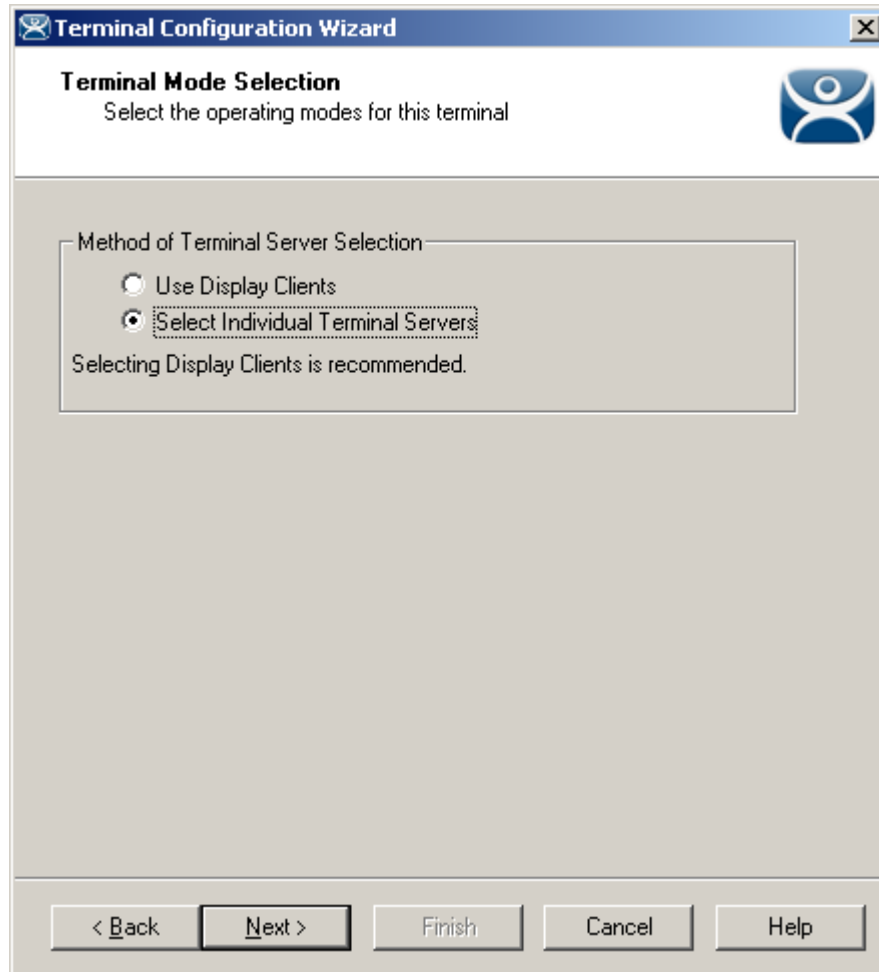 Terminal Configuration Wizard
Terminal Mode Selection
Select the operating modes for this terminal
Method of Terminal Server Selection
Use Display Clients
Select Individual Terminal Servers
Selecting Display Clients is recommended.
< Back
Next >
Finish
Cancel
Help